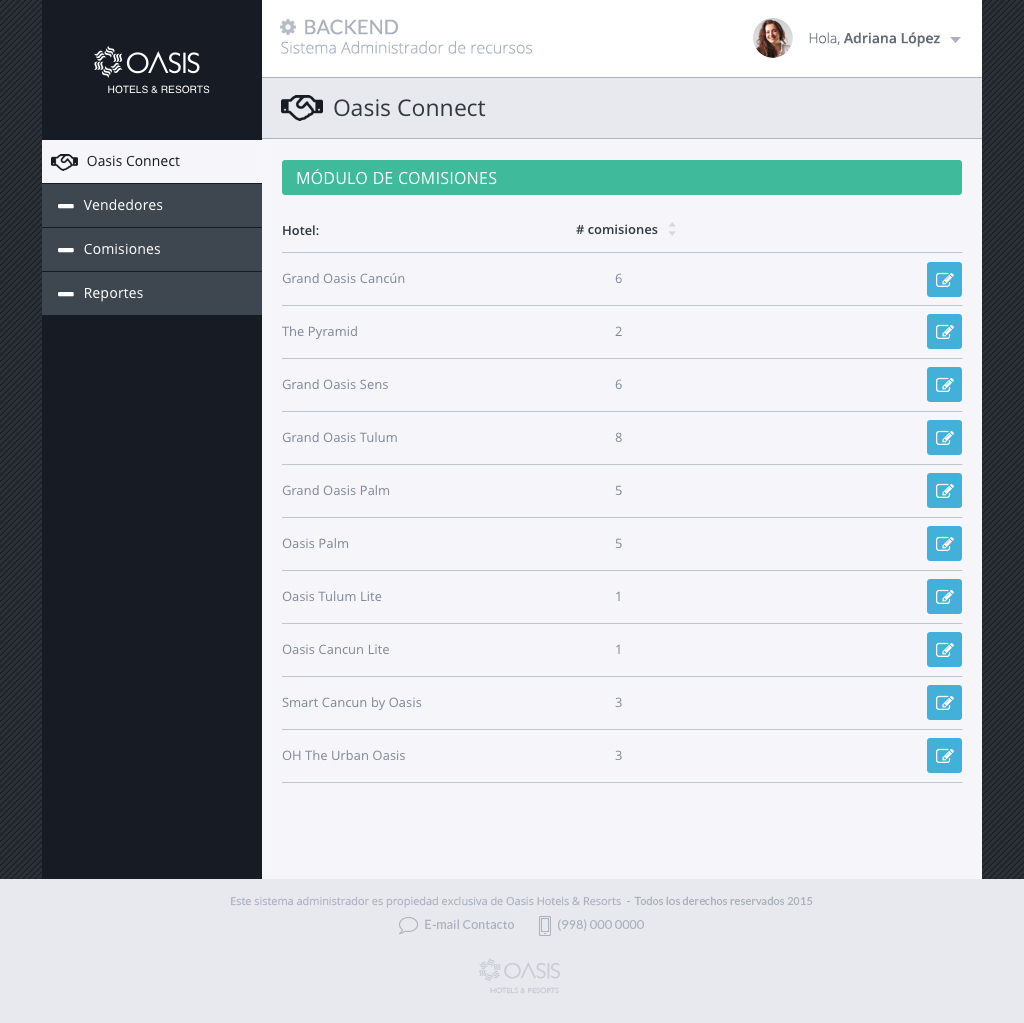 OASIS
HOTELS & RESORTS
BACKEND
Sistema Administrador de recursos
Hola, Adriana López
Oasis Connect
Oasis Connect
Vendedores
Comisiones
Reportes
MÓDULO DE COMISIONES
Hotel: # comisiones
Grand Oasis Cancún 6
The Pyramid 2
Grand Oasis Sens 6
Grand Oasis Tulum 8
Grand Oasis Palm 5
Oasis Palm 5
Oasis Tulum Lite 1
Oasis Cancun Lite 1
Smart Cancun by Oasis 3
OH The Urban Oasis 3
Este sistema administrador es propiedad exclusiva de Oasis Hotels & Resorts - Todos los derechos reservados 2015
E-mail Contacto (998) 000 0000
OASIS
HOTELS & RESORTS